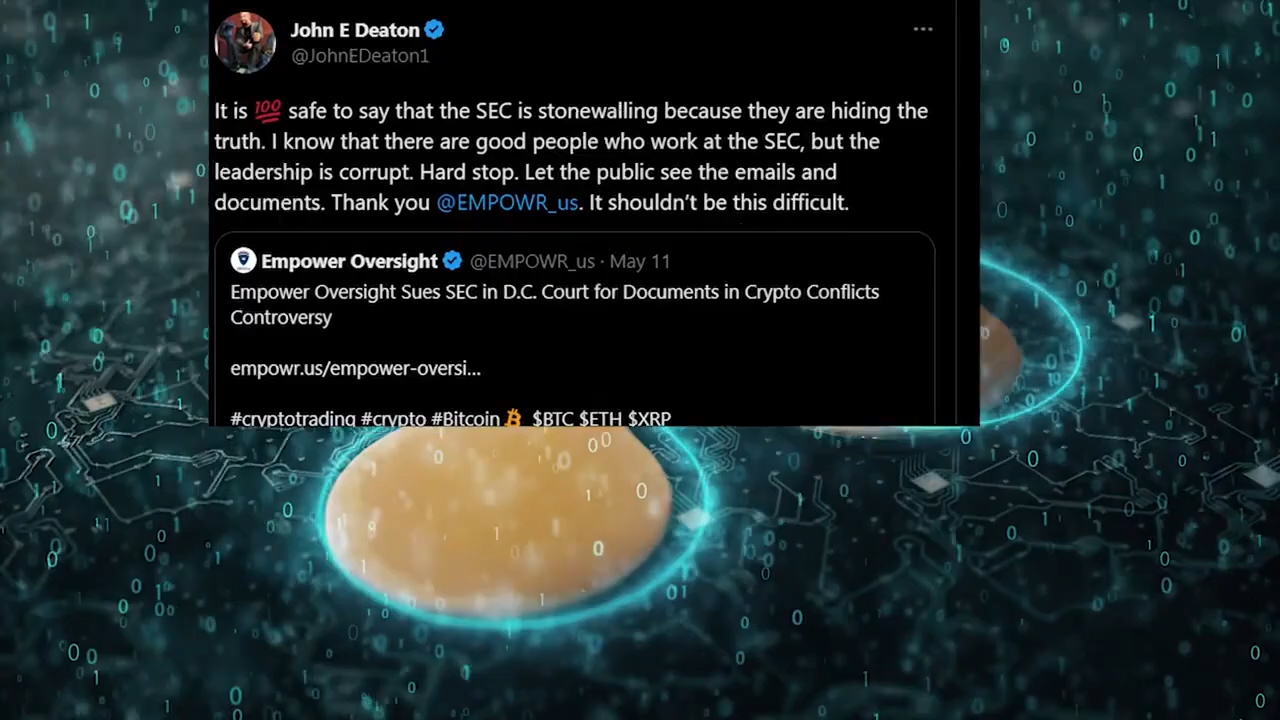 John E Deaton
@JohnEDeaton1
It is 💯 safe to say that the SEC is stonewalling because they are hiding the
truth. I know that there are good people who work at the SEC, but the
leadership is corrupt. Hard stop. Let the public see the emails and
documents. Thank you @EMPOWR_us. It shouldn't be this difficult.
Empower Oversight @EMPOWR_us · May 11
Empower Oversight Sues SEC in D.C. Court for Documents in Crypto Conflicts
Controversy
empowr.us/empower-oversi...
#cryptotrading #crypto #Bitcoin $BTC $ETH $XRP